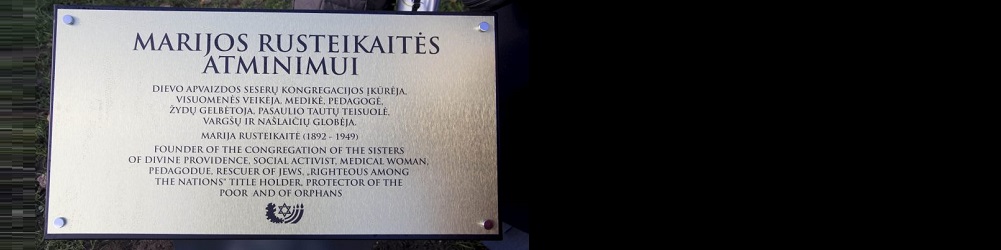 MARIJOS RUSTEIKAITĖS
ATMINIMUI
DIEVO APVAIZDOS SESERŲ KONGREGACIJOS ĮKŪRĖJA,
VISUOMENĖS VEIKĖJA, MEDIKĖ, PEDAGOGĖ,
ŽYDŲ GELBĖTOJA, PASAULIO TAUTŲ TEISUOLĖ,
VARGŠŲ IR NAŠLAIČIŲ GLOBĖJA.
MARIJA RUSTEIKAITĖ (1892 - 1949)
FOUNDER OF THE CONGREGATION OF THE SISTERS
OF DIVINE PROVIDENCE, SOCIAL ACTIVIST, MEDICAL WOMAN,
PEDAGODUE, RESCUER OF JEWS, „RIGHTEOUS AMONG
THE NATIONS" TITLE HOLDER, PROTECTOR OF THE
POOR AND OF ORPHANS